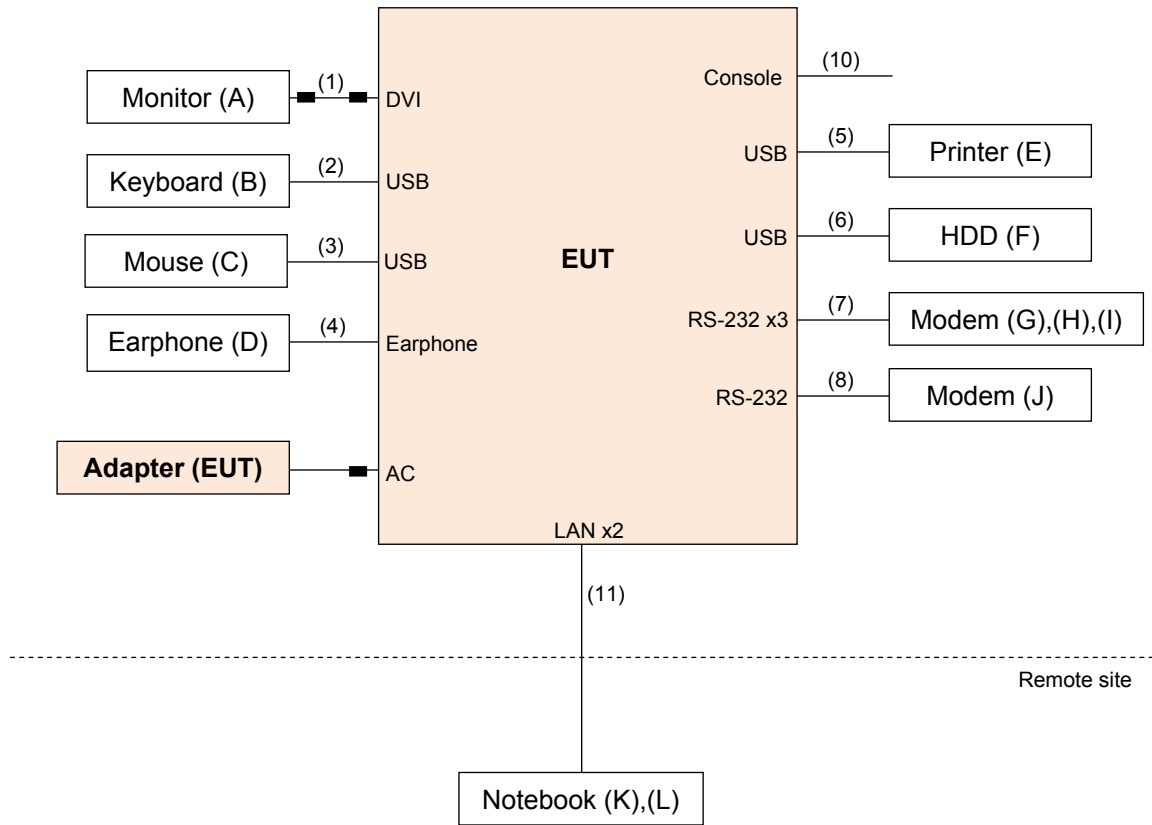 (1)
Monitor (A)
DVI
(2)
Keyboard (B)
USB
(3)
Mouse (C)
USB
(4)
Earphone (D)
Earphone
Adapter (EUT)
AC
EUT
(10)
Console
(5)
USB
Printer (E)
(6)
USB
HDD (F)
(7)
RS-232 x3
Modem (G),(H),(I)
(8)
RS-232
Modem (J)
LAN x2
(11)
Remote site
Notebook (K),(L)